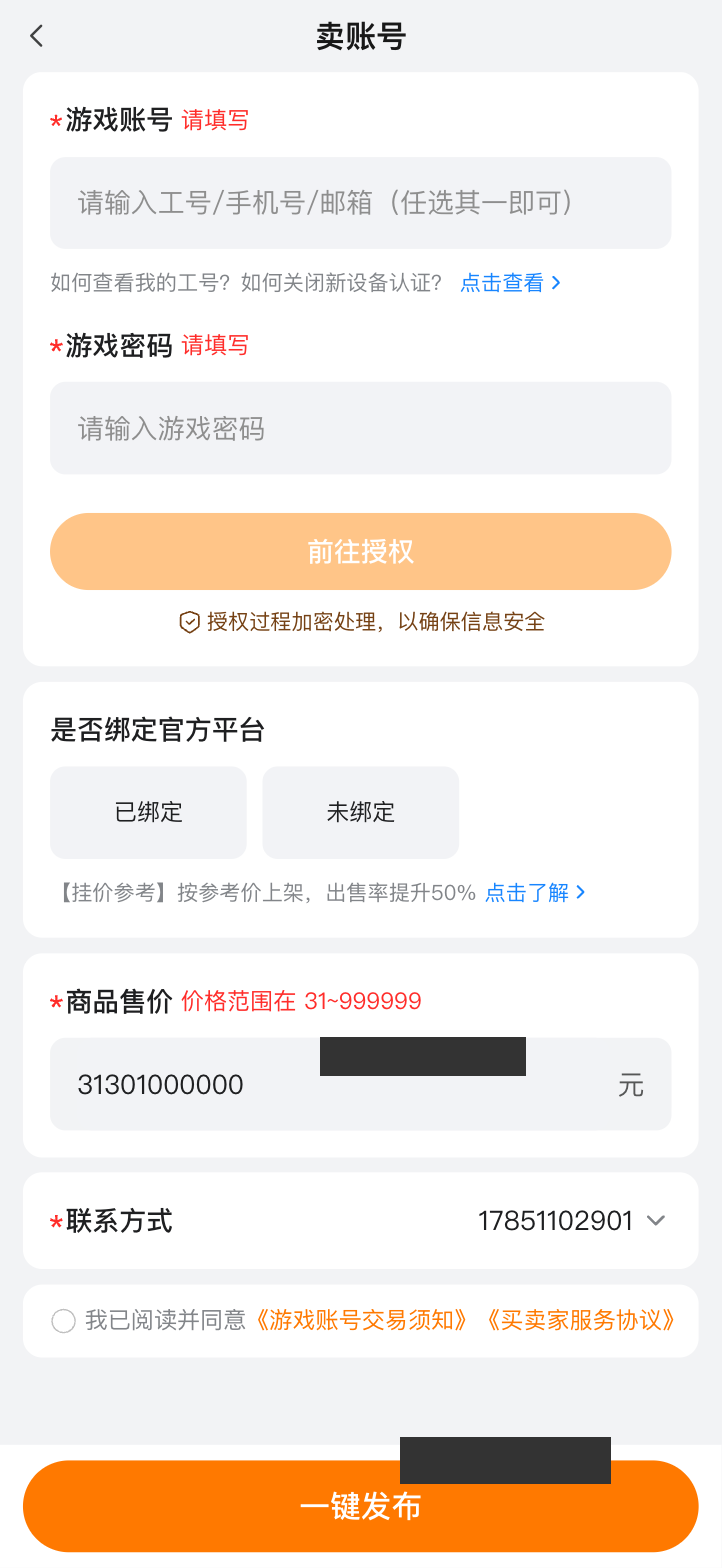 卖账号
*游戏账号 请填写
请输入工号/手机号/邮箱（任选其一即可）
如何查看我的工号？如何关闭新设备认证？ 点击查看
*游戏密码 请填写
请输入游戏密码
前往授权
授权过程加密处理，以确保信息安全
是否绑定官方平台
已绑定 未绑定
【挂价参考】按参考价上架，出售率提升50% 点击了解
*商品售价 价格范围在 31~999999
31301000000 元
*联系方式 17851102901
我已阅读并同意《游戏账号交易须知》《买卖家服务协议》
一键发布